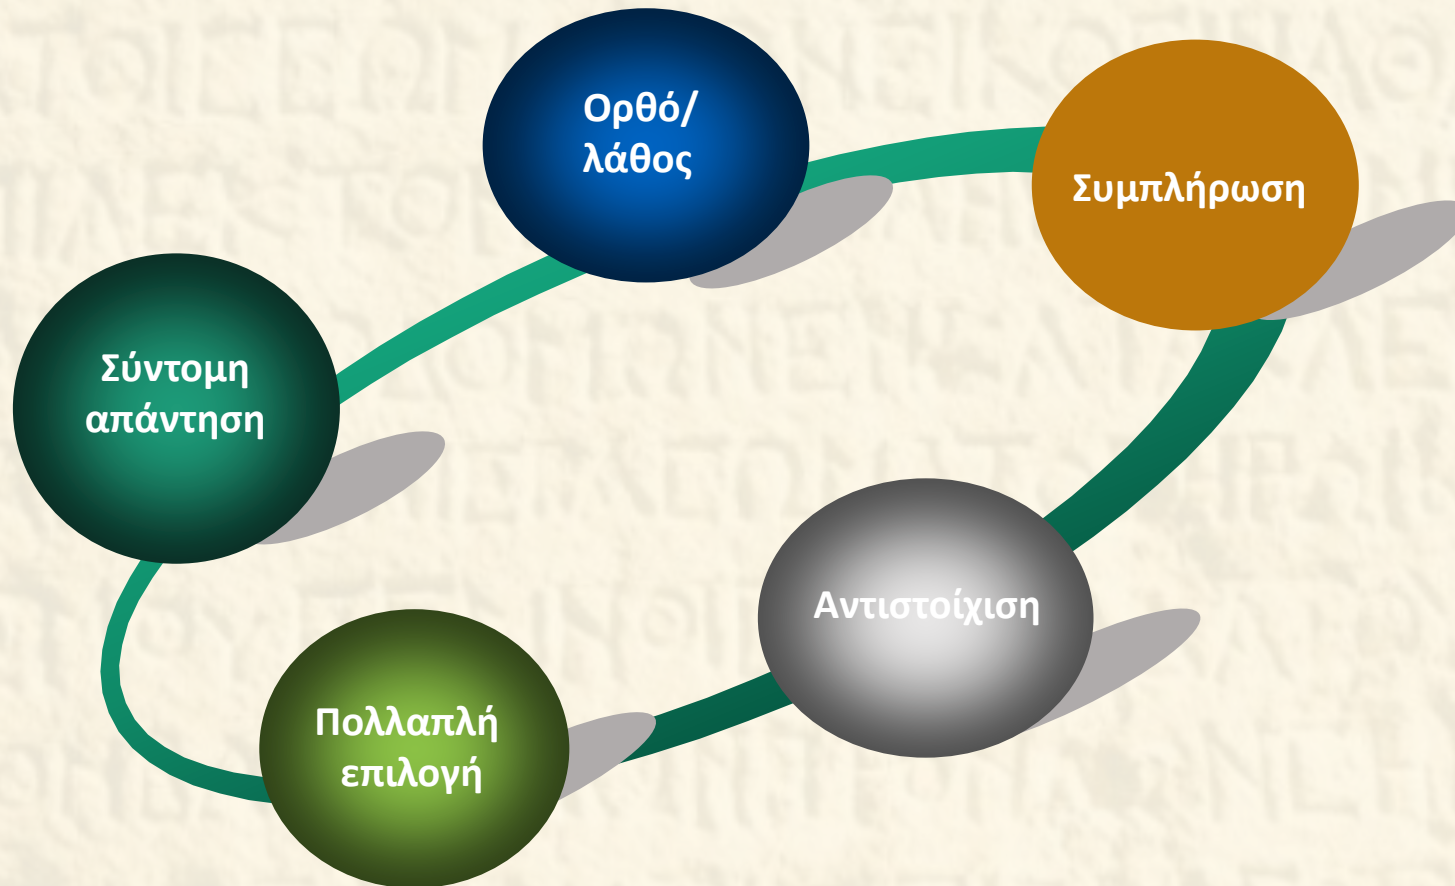 Ορθό/
λάθος
Συμπλήρωση
Σύντομη
απάντηση
Αντιστοίχιση
Πολλαπλή
επιλογή